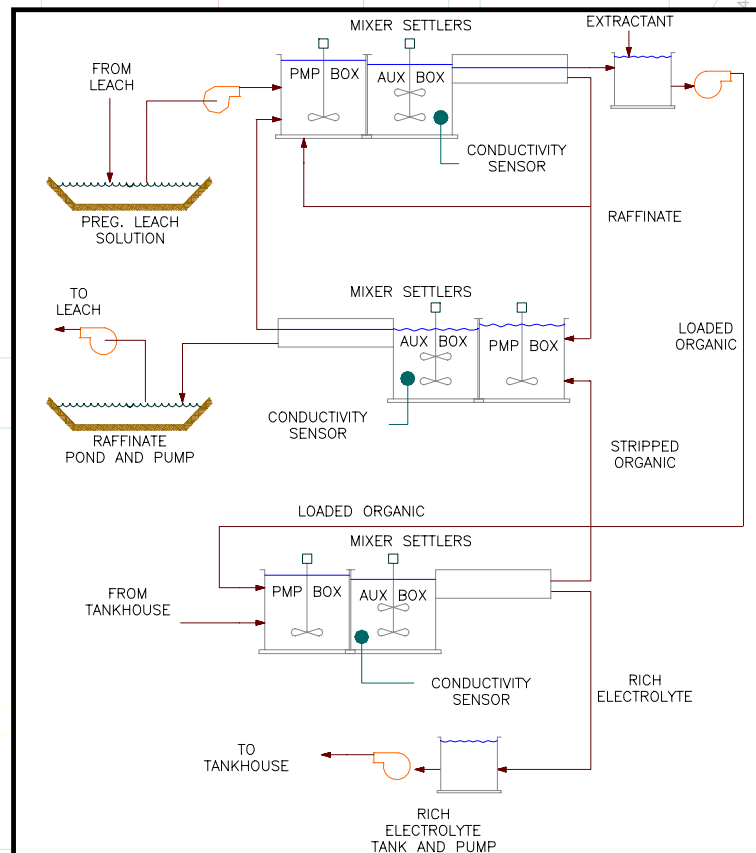 MIXER SETTLERS
EXTRACTANT
FROM
LEACH
PMP BOX
AUX BOX
CONDUCTIVITY
SENSOR
PREG. LEACH
SOLUTION
RAFFINATE
TO
LEACH
MIXER SETTLERS
AUX BOX
PMP BOX
LOADED
ORGANIC
CONDUCTIVITY
SENSOR
RAFFINATE
POND AND PUMP
STRIPPED
ORGANIC
LOADED ORGANIC
MIXER SETTLERS
FROM
TANKHOUSE
PMP BOX
AUX BOX
CONDUCTIVITY
SENSOR
RICH
ELECTROLYTE
TO
TANKHOUSE
RICH
ELECTROLYTE
TANK AND PUMP